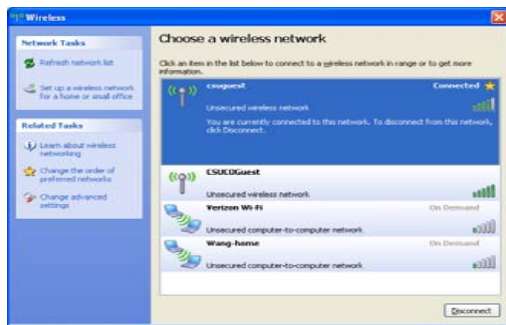 Wireless
Network Tasks
Refresh network list
Set up a wireless network
for a home or small office
Related Tasks
Learn about wireless
networking
Change the order of
preferred networks
Change advanced
settings
Choose a wireless network
Click an item in the list below to connect to a wireless network in range or to get more
information.
csuguest
Connected
Unsecured wireless network
You are currently connected to this network. To disconnect from this network,
click Disconnect.
CSUCOGuest
Unsecured wireless network
Verizon Wi-Fi
On Demand
Unsecured computer-to-computer network
Wang-home
On Demand
Unsecured computer-to-computer network
Disconnect